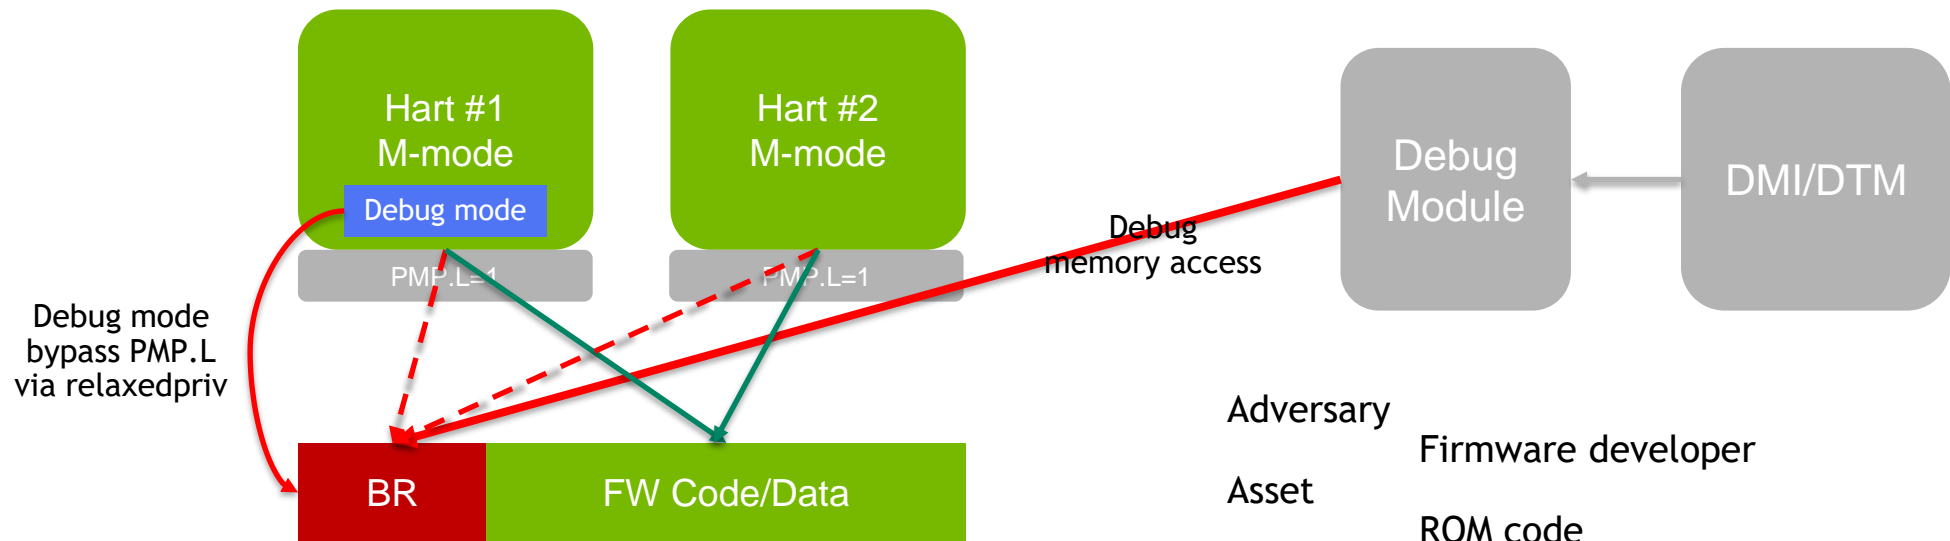 Hart #1
M-mode
Debug mode
PMP.L=1
Hart #2
M-mode
PMP.L=1
Debug
Module
DMI/DTM
Debug
memory access
Debug mode
bypass PMP.L
via relaxedpriv
BR
FW Code/Data
Adversary
Firmware developer
Asset
ROM code